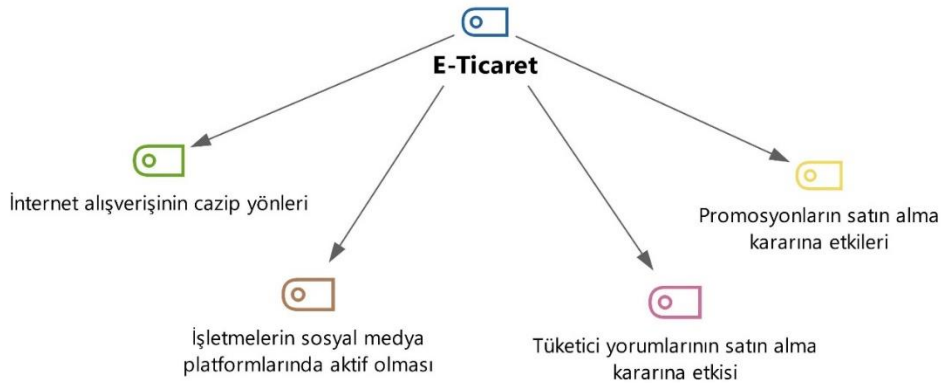 E-Ticaret
İnternet alışverişinin cazip yönleri
Promosyonların satın alma
kararına etkileri
İşletmelerin sosyal medya
platformlarında aktif olması
Tüketici yorumlarının satın alma
kararına etkisi